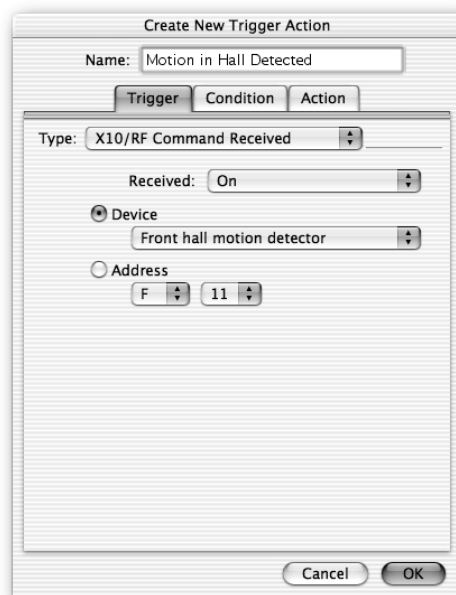 Create New Trigger Action
Name: Motion in Hall Detected
Trigger Condition Action
Type: X10/RF Command Received
Received: On
Device
Front hall motion detector
Address
F 11
Cancel OK